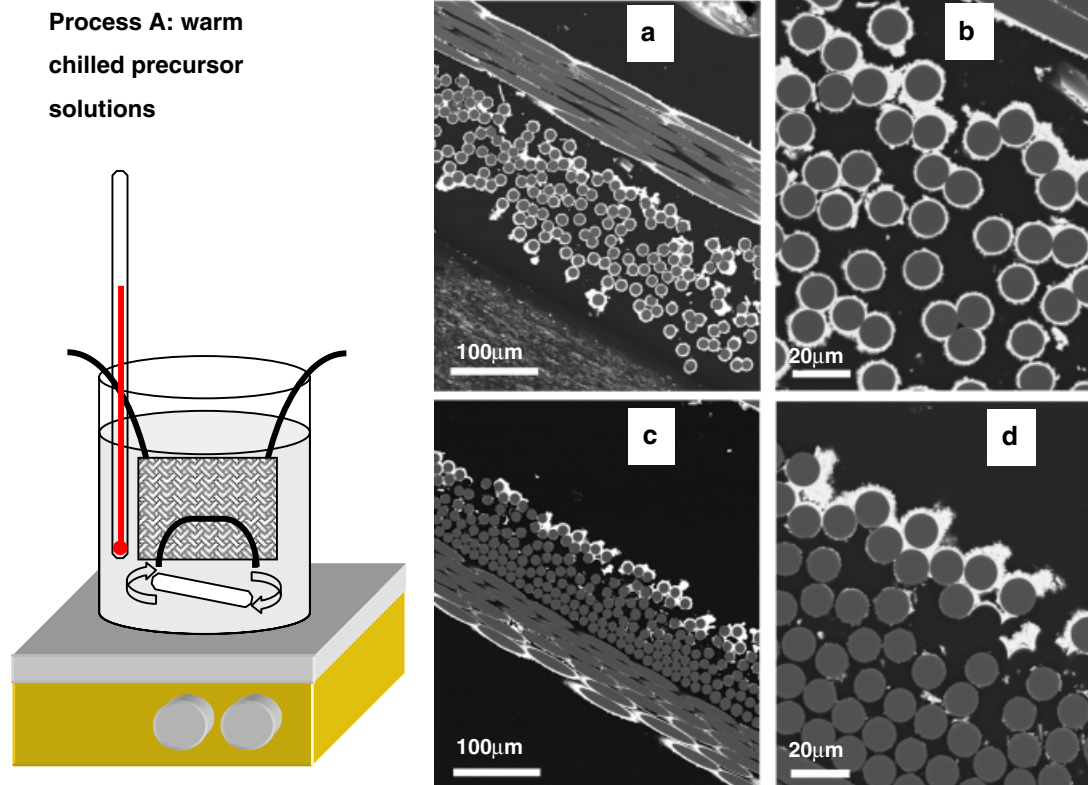 Process A: warm
chilled precursor
solutions
a
b
100μm
20μm
c
d
100μm
20μm